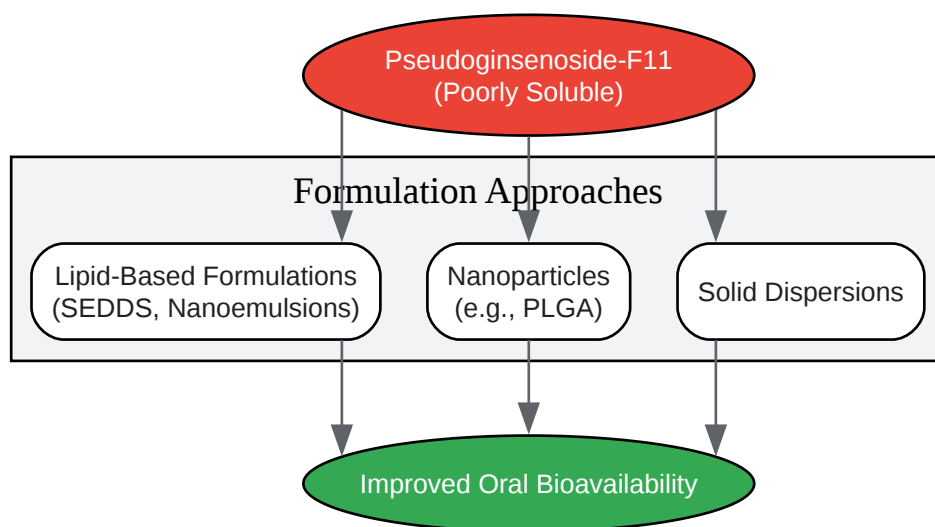 Pseudoginsenoside-F11
(Poorly Soluble)
Formulation Approaches
Lipid-Based Formulations
(SEDDS, Nanoemulsions)
Nanoparticles
(e.g., PLGA)
Solid Dispersions
Improved Oral Bioavailability